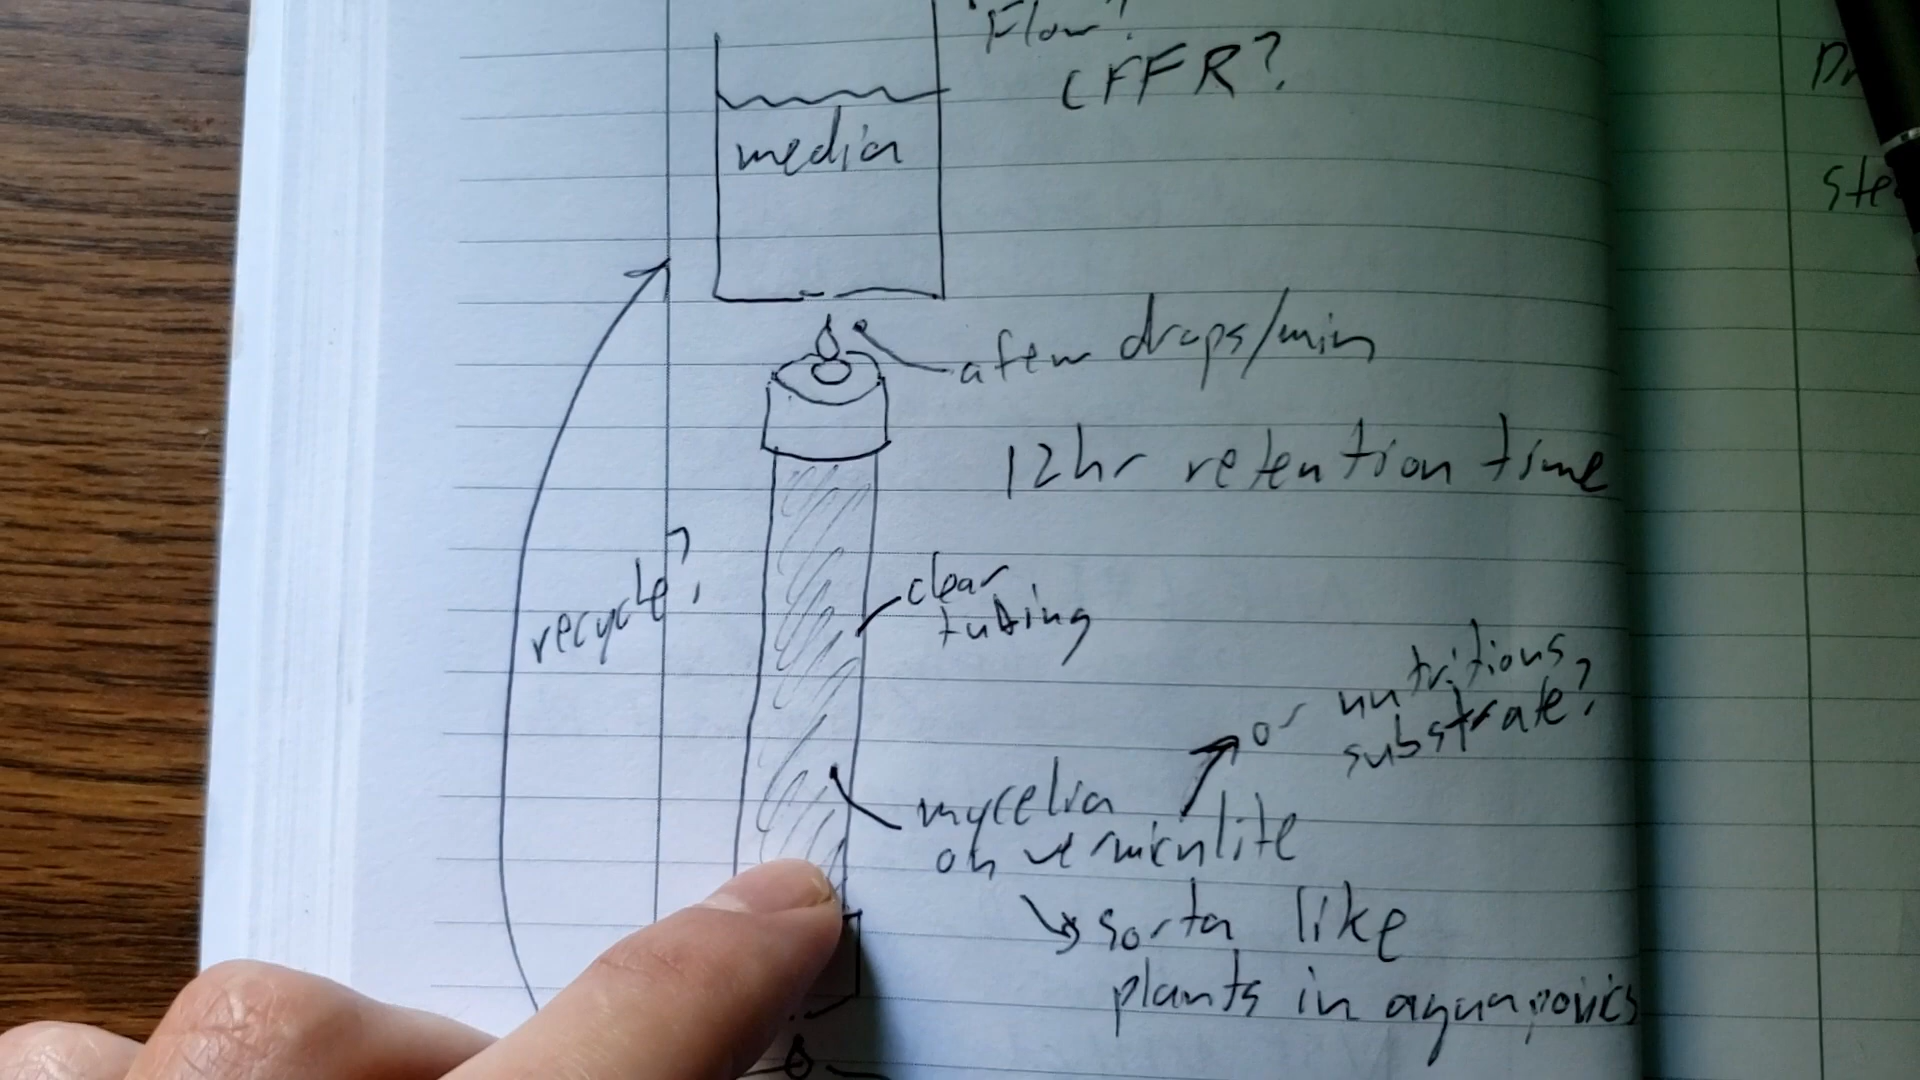 Flow?
CFFR?
media
a few drops/min
12hr retention time
clear
tubing
recycle?
or nutritious
substrate?
mycelia
on vermiculite
sorta like
plants in aquaponics
Ste